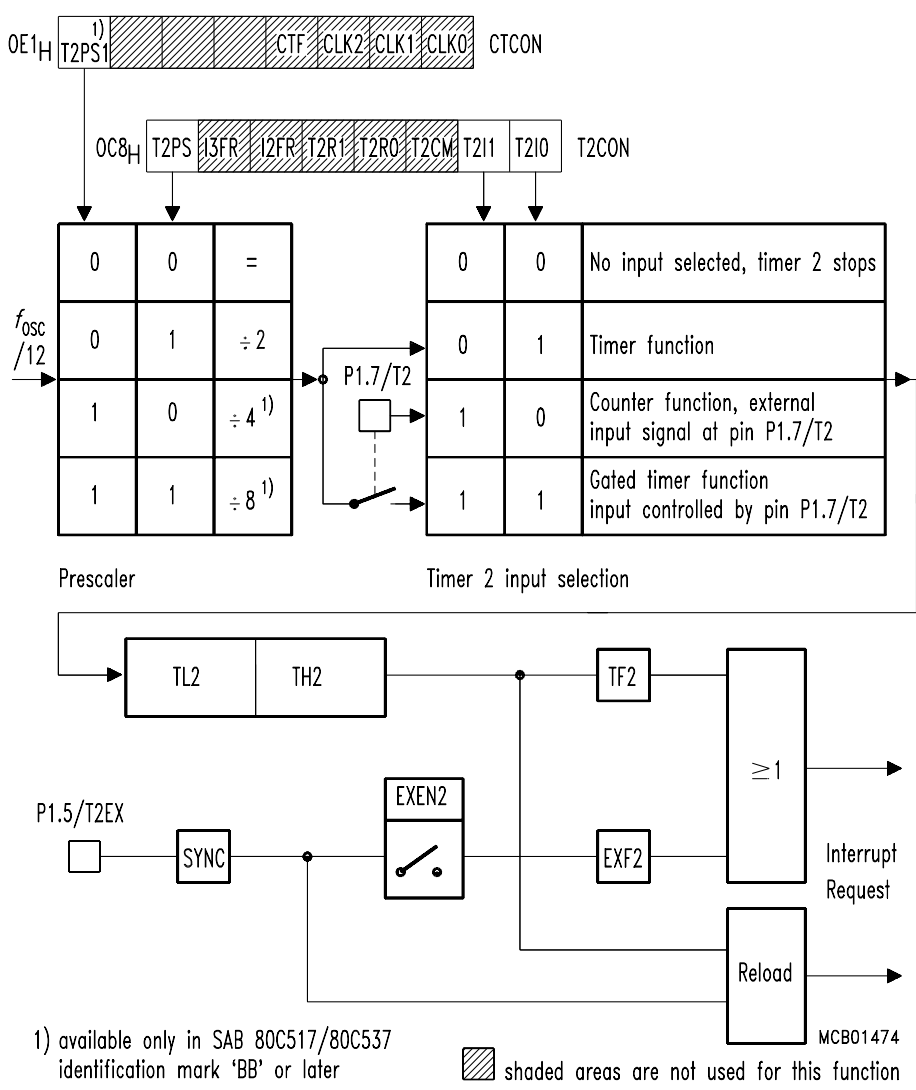 0E1H T2PS1 1) CTF CLK2 CLK1 CLK0 CTCON
0C8H T2PS I3FR I2FR T2R1 T2R0 T2CM T2I1 T2I0 T2CON
0 0 = 0 0 No input selected, timer 2 stops
fosc
/12
0 1 ÷2 0 1 Timer function
P1.7/T2
1 0 ÷4 1) 1 0 Counter function, external
input signal at pin P1.7/T2
1 1 ÷8 1) 1 1 Gated timer function
input controlled by pin P1.7/T2
Prescaler Timer 2 input selection
TL2 TH2 TF2
≥1
EXEN2
P1.5/T2EX
SYNC EXF2
Interrupt
Request
Reload
MCB01474
1) available only in SAB 80C517/80C537
identification mark 'BB' or later
shaded areas are not used for this function